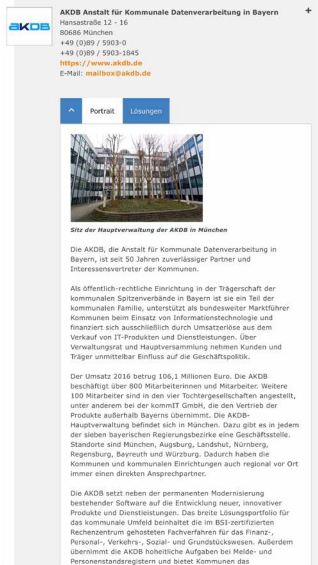 AKDB Anstalt für Kommunale Datenverarbeitung in Bayern +
Hansastraße 12 - 16
80686 München
+49 (0)89 / 5903-0
+49 (0)89 / 5903-1845
https://www.akdb.de
E-Mail: mailbox@akdb.de
AKDB
Portrait Lösungen
Sitz der Hauptverwaltung der AKDB in München
Die AKDB, die Anstalt für Kommunale Datenverarbeitung in
Bayern, ist seit 50 Jahren zuverlässiger Partner und
Interessensvertreter der Kommunen.
Als öffentlich-rechtliche Einrichtung in der Trägerschaft der
kommunalen Spitzenverbände in Bayern ist sie ein Teil der
kommunalen Familie, unterstützt als bundesweiter Marktführer
Kommunen beim Einsatz von Informationstechnologie und
finanziert sich ausschließlich durch Umsatzerlöse aus dem
Verkauf von IT-Produkten und Dienstleistungen. Über
Verwaltungsrat und Hauptversammlung nehmen Kunden und
Träger unmittelbar Einfluss auf die Geschäftspolitik.
Der Umsatz 2016 betrug 106,1 Millionen Euro. Die AKDB
beschäftigt über 800 Mitarbeiterinnen und Mitarbeiter. Weitere
100 Mitarbeiter sind in den vier Tochtergesellschaften angestellt,
unter anderem bei der kommIT GmbH, die den Vertrieb der
Produkte außerhalb Bayerns übernimmt. Die AKDB-
Hauptverwaltung befindet sich in München. Dazu gibt es in jedem
der sieben bayerischen Regierungsbezirke eine Geschäftsstelle.
Standorte sind München, Augsburg, Landshut, Nürnberg,
Regensburg, Bayreuth und Würzburg. Dadurch haben die
Kommunen und kommunalen Einrichtungen auch regional vor Ort
immer einen direkten Ansprechpartner.
Die AKDB setzt neben der permanenten Modernisierung
bestehender Software auf die Entwicklung neuer, innovativer
Produkte und Dienstleistungen. Das breite Lösungsportfolio für
das kommunale Umfeld beinhaltet die im BSI-zertifizierten
Rechenzentrum gehosteten Fachverfahren für das Finanz-,
Personal-, Verkehrs-, Sozial- und Grundstückswesen. Außerdem
übernimmt die AKDB hoheitliche Aufgaben bei Melde- und
Personenstandsregistern und bietet Kommunen das